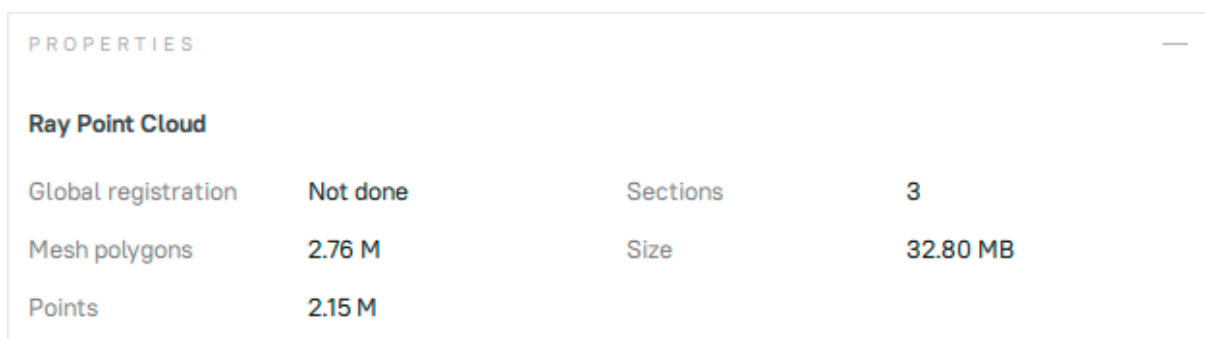 PROPERTIES
Ray Point Cloud
Global registration Not done Sections 3
Mesh polygons 2.76 M Size 32.80 MB
Points 2.15 M